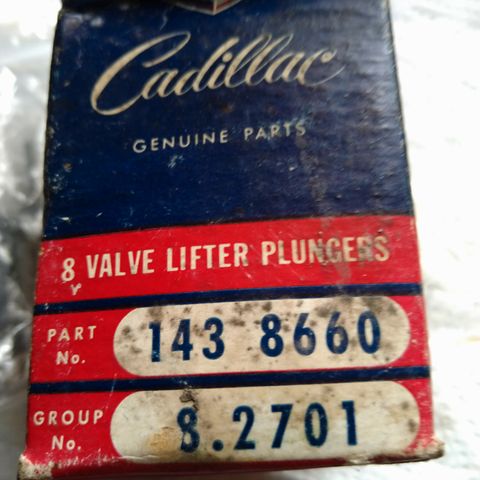 Cadillac
GENUINE PARTS
8 VALVE LIFTER PLUNGERS
PART No. 143 8660
GROUP No. 8.2701